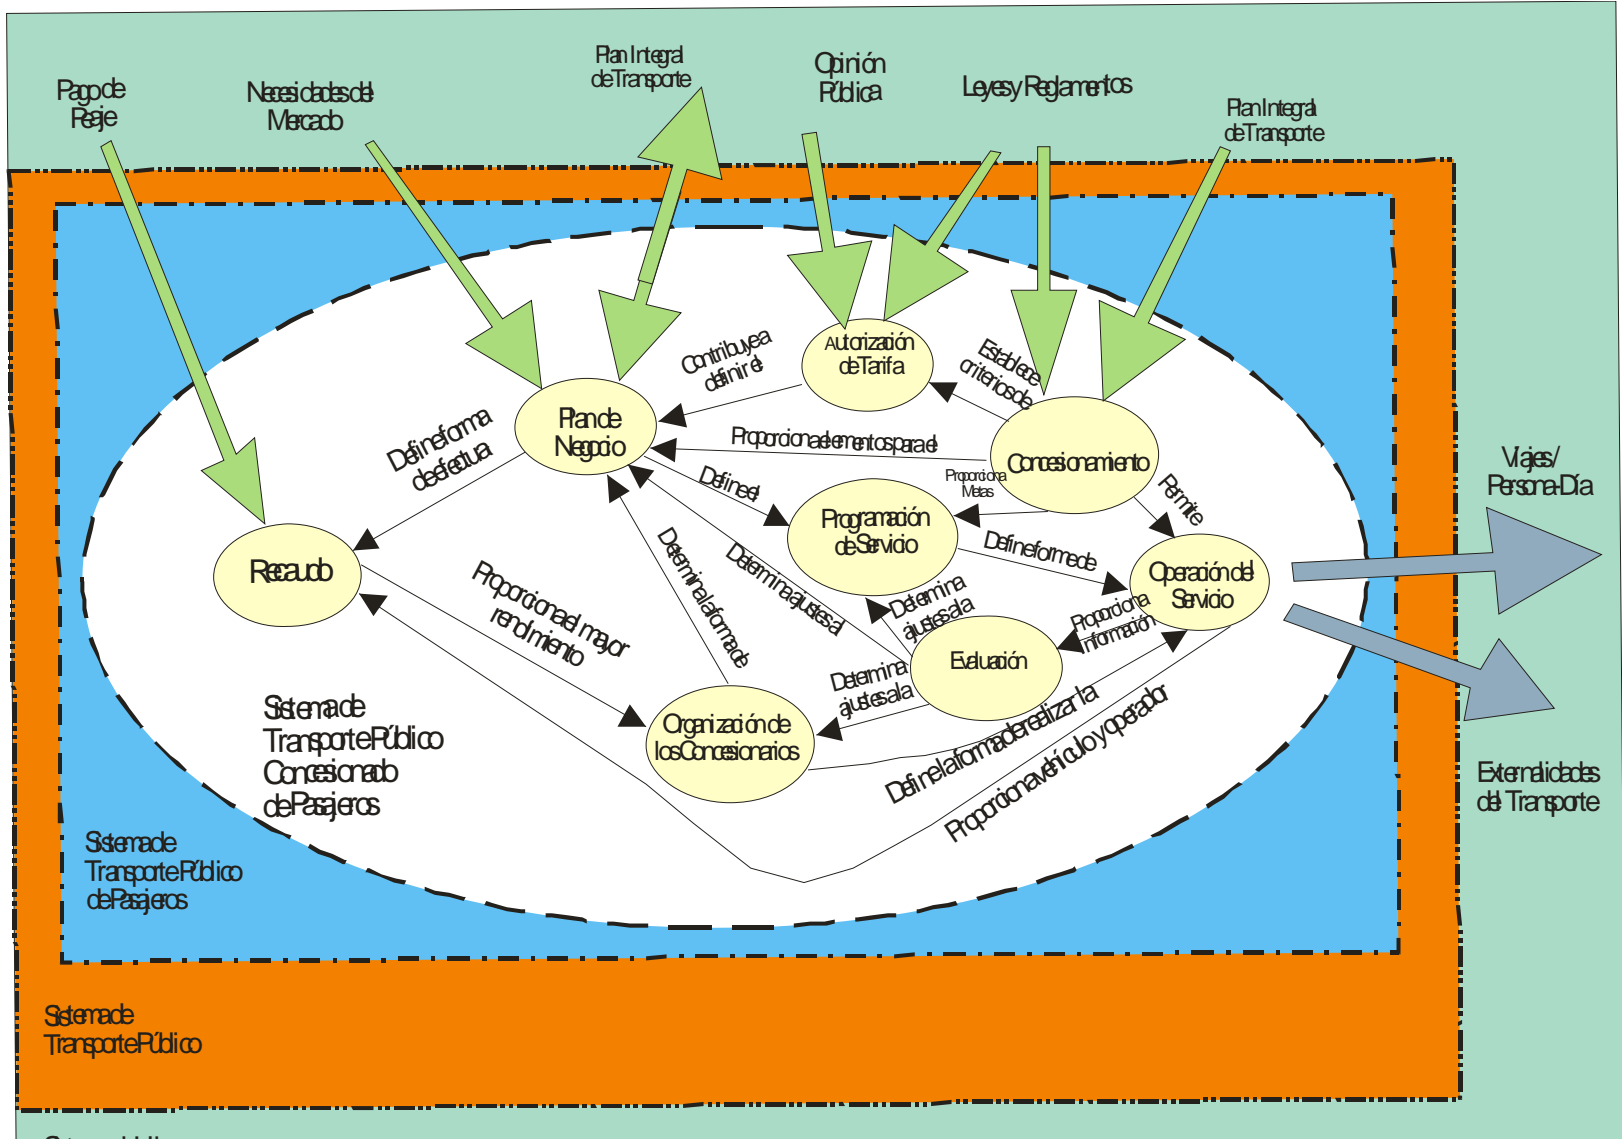 Pago de
Peaje
Necesidades del
Mercado
Plan Integral
de Transporte
Opinión
Pública
Leyes y Reglamentos
Plan Integral
de Transporte
Autorización
de Tarifa
Contribuye a
definir el
Establece
criterios de
Plan de
Negocio
Define forma
de efectuar
Proporciona elementos para el
Concesionamiento
Proporciona
Metas
Permite
Define el
Programación
de Servicio
Define forme de
Operación del
Servicio
Viajes/
Persona-Día
Recaudo
Proporciona el mayor
rendimiento
Determina la forma de
Determina ajustes al
Determina
ajustes a la
Proporciona
información
Evaluación
Determina
ajustes a la
Organización de
los Concesionarios
Define la forma de realizar la
Proporciona vehículo y operador
Sistema de
Transporte Público
Concesionado
de Pasajeros
Externalidades
del Transporte
Sistema de
Transporte Público
de Pasajeros
Sistema de
Transporte Público